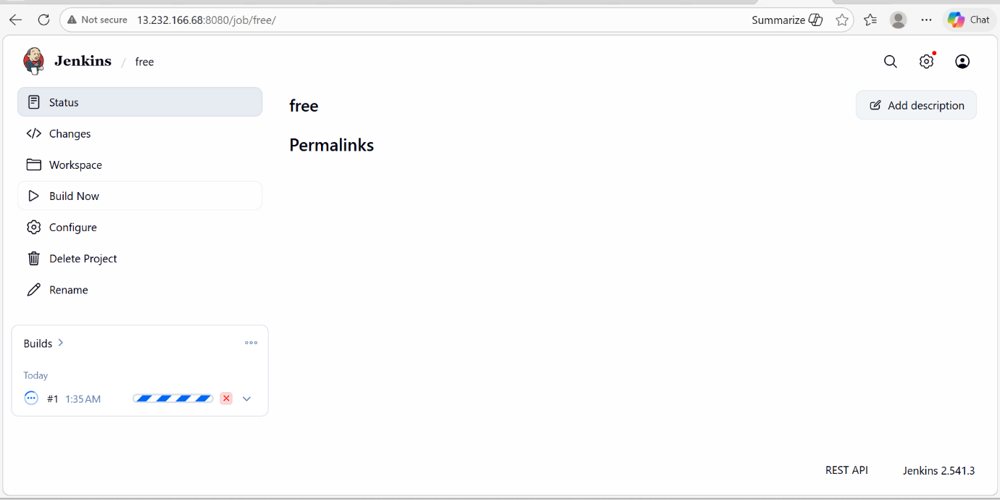 Not secure 13.232.166.68:8080/job/free/ Summarize Chat
Jenkins / free
Status
Changes
Workspace
Build Now
Configure
Delete Project
Rename
free
Add description
Permalinks
Builds
Today
#1 1:35 AM
REST API Jenkins 2.541.3